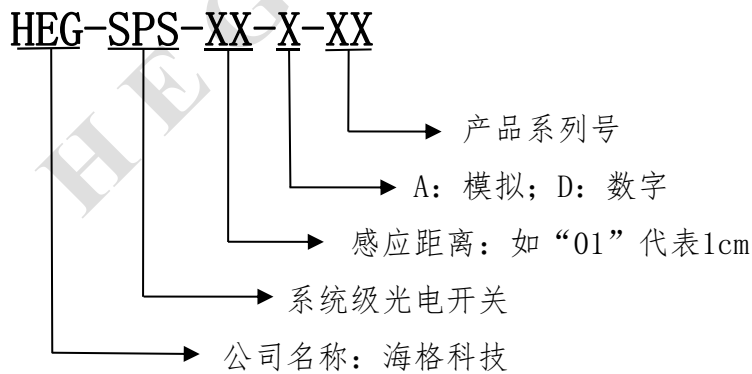 HEG-SPS-XX-X-XX
产品系列号
A：模拟；D：数字
感应距离：如“01”代表1cm
系统级光电开关
公司名称：海格科技
HEG